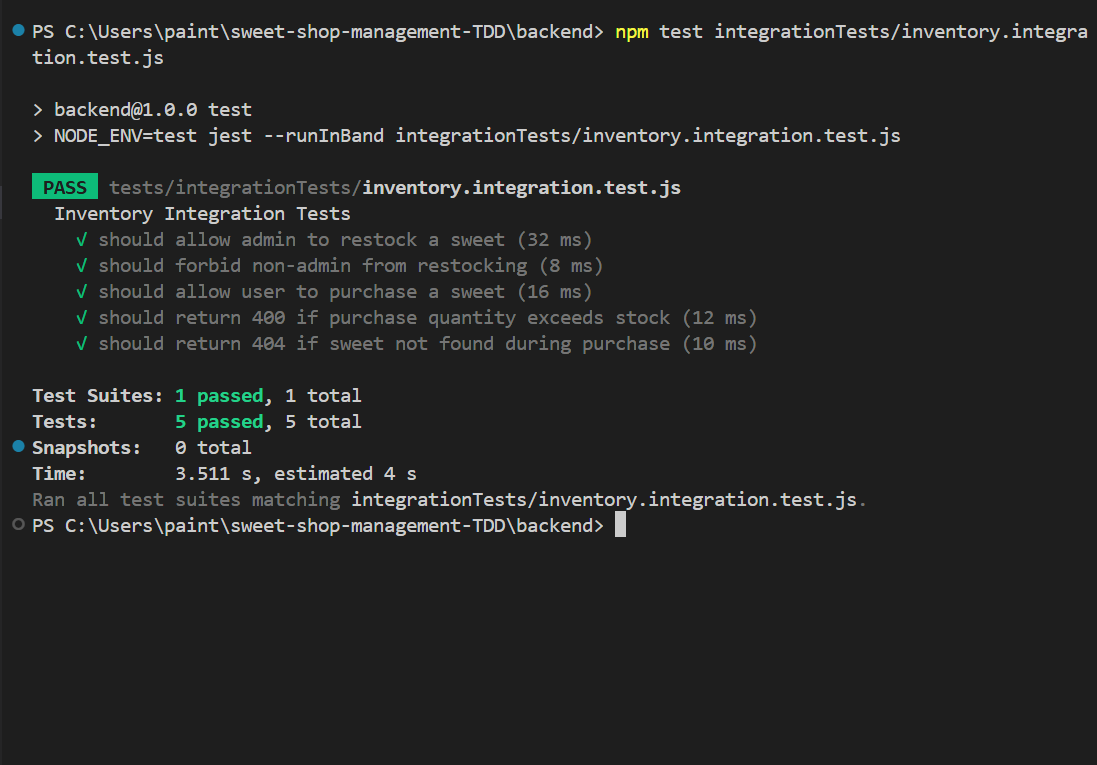 PS C:\Users\paint\sweet-shop-management-TDD\backend> npm test integrationTests/inventory.integra
tion.test.js
> backend@1.0.0 test
> NODE_ENV=test jest --runInBand integrationTests/inventory.integration.test.js
PASS tests/integrationTests/inventory.integration.test.js
Inventory Integration Tests
√ should allow admin to restock a sweet (32 ms)
√ should forbid non-admin from restocking (8 ms)
√ should allow user to purchase a sweet (16 ms)
√ should return 400 if purchase quantity exceeds stock (12 ms)
√ should return 404 if sweet not found during purchase (10 ms)
Test Suites: 1 passed, 1 total
Tests: 5 passed, 5 total
Snapshots: 0 total
Time: 3.511 s, estimated 4 s
Ran all test suites matching integrationTests/inventory.integration.test.js.
PS C:\Users\paint\sweet-shop-management-TDD\backend>